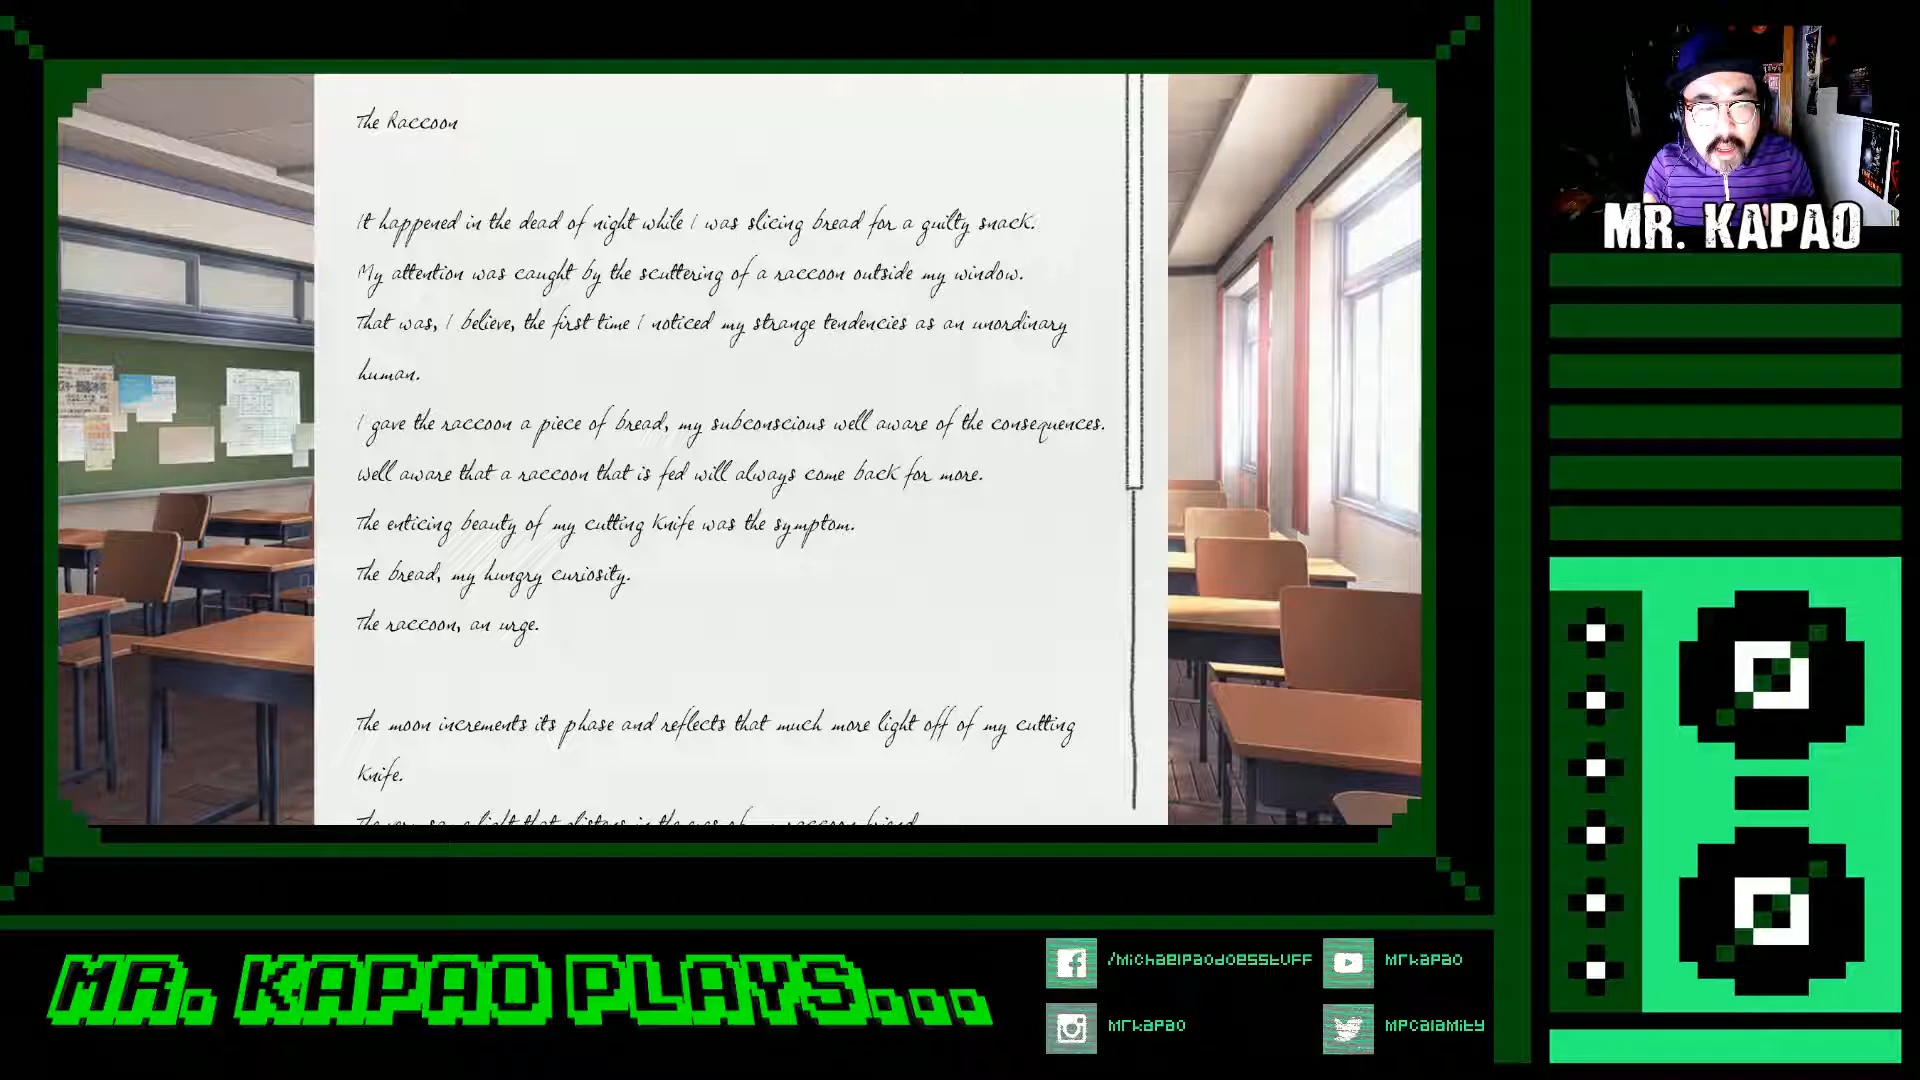 The Raccoon
It happened in the dead of night while I was slicing bread for a guilty snack.
My attention was caught by the scuttering of a raccoon outside my window.
That was, I believe, the first time I noticed my strange tendencies as an unordinary
human.
I gave the raccoon a piece of bread, my subconscious well aware of the consequences.
Well aware that a raccoon that is fed will always come back for more.
The enticing beauty of my cutting knife was the symptom.
The bread, my hungry curiosity.
The raccoon, an urge.
The moon increments its phase and reflects that much more light off of my cutting
knife.
MR. KAPAO
MR. KAPAO PLAYS...
/michaelpaodoesstuff
mrkapao
mrkapao
mpcalamity